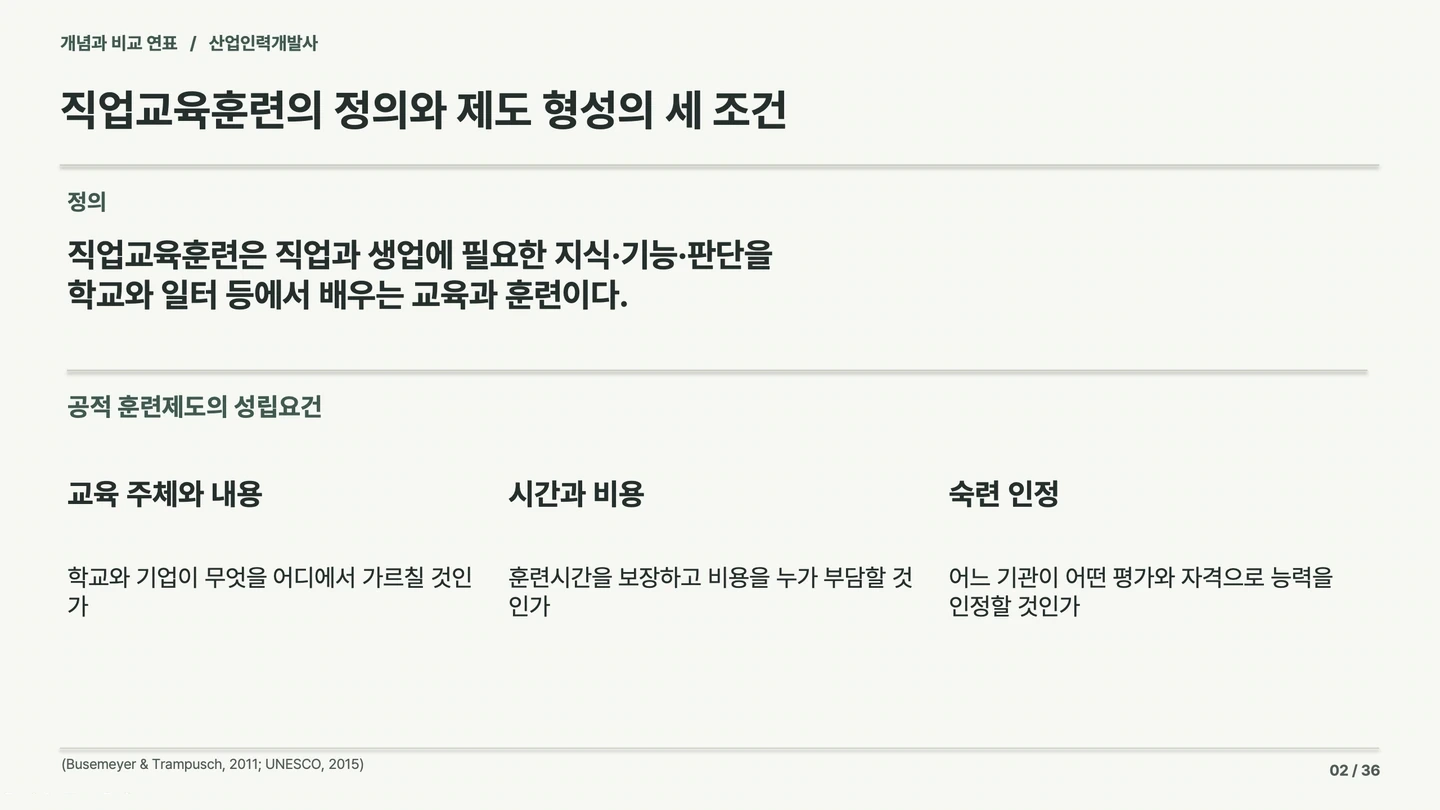 개념과 비교 연표 / 산업인력개발사
직업교육훈련의 정의와 제도 형성의 세 조건
정의
직업교육훈련은 직업과 생업에 필요한 지식·기능·판단을
학교와 일터 등에서 배우는 교육과 훈련이다.
공적 훈련제도의 성립요건
교육 주체와 내용
학교와 기업이 무엇을 어디에서 가르칠 것인
가
시간과 비용
훈련시간을 보장하고 비용을 누가 부담할 것
인가
숙련 인정
어느 기관이 어떤 평가와 자격으로 능력을
인정할 것인가
(Busemeyer & Trampusch, 2011; UNESCO, 2015)
02 / 36